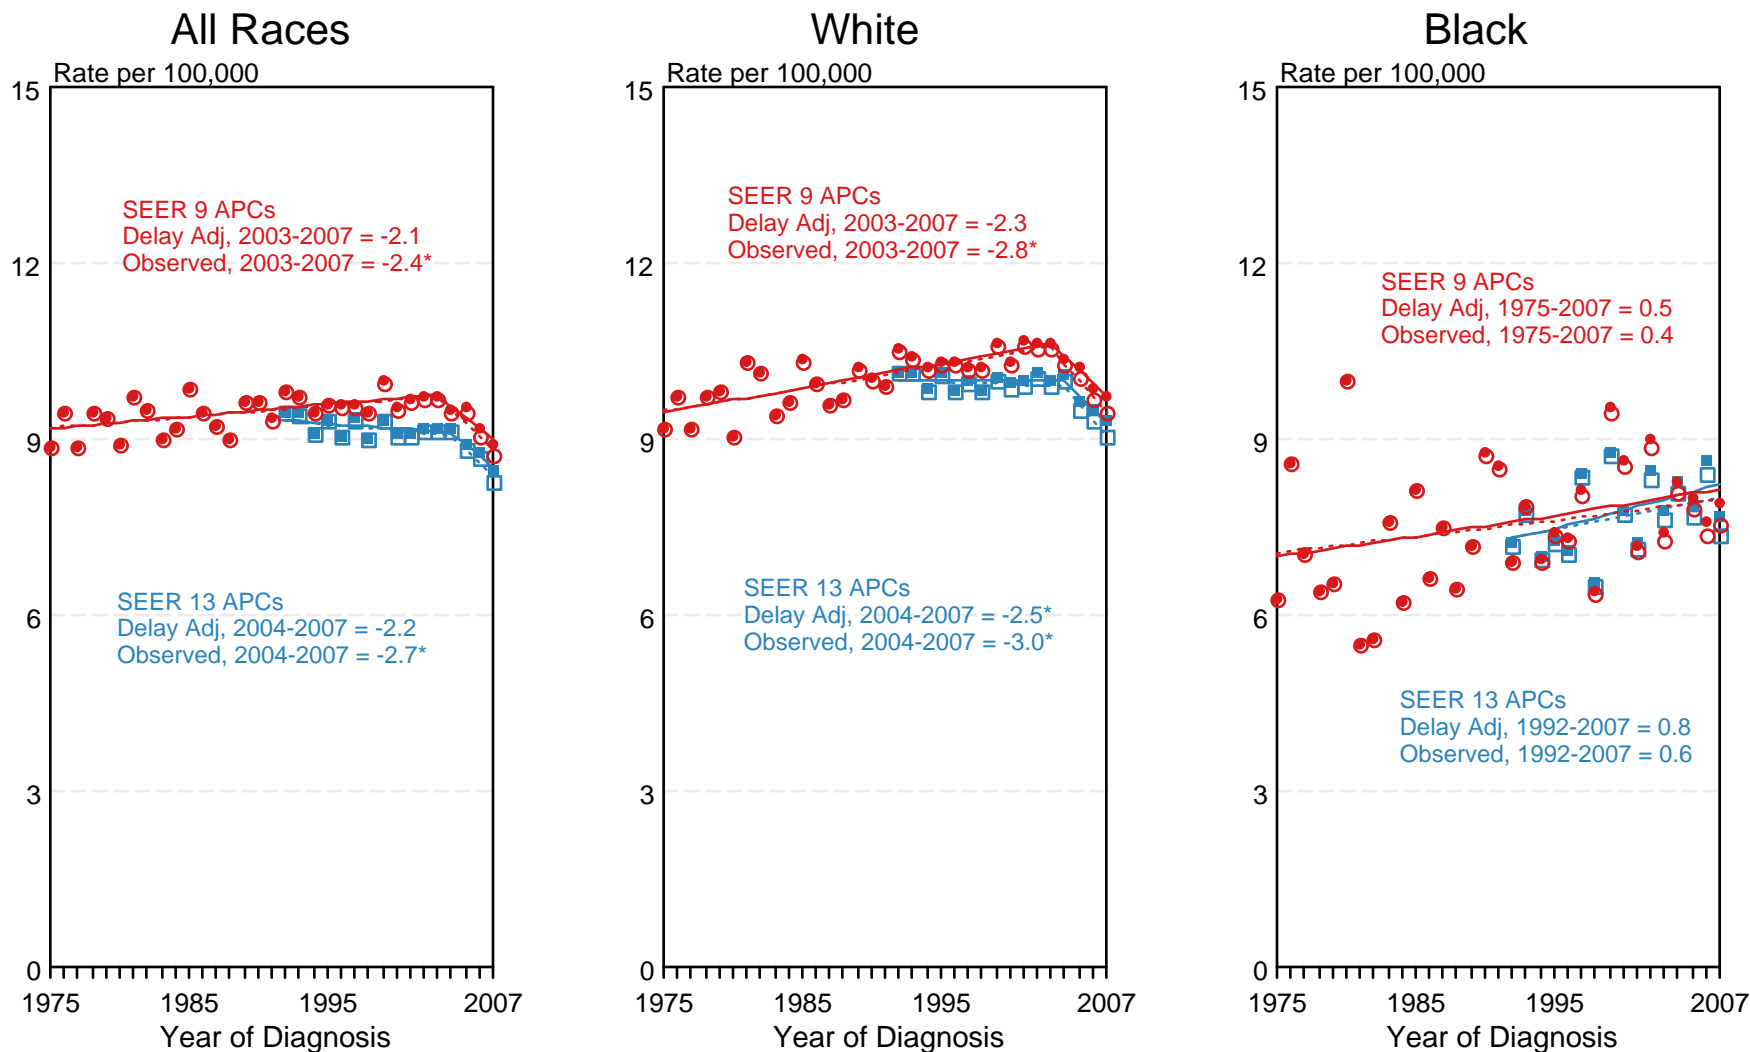 All Races
Rate per 100,000
15
12
9
6
3
0
SEER 9 APCs
Delay Adj, 2003-2007 = -2.1
Observed, 2003-2007 = -2.4*
SEER 13 APCs
Delay Adj, 2004-2007 = -2.2
Observed, 2004-2007 = -2.7*
1975 1985 1995 2007
Year of Diagnosis
White
Rate per 100,000
15
12
9
6
3
0
SEER 9 APCs
Delay Adj, 2003-2007 = -2.3
Observed, 2003-2007 = -2.8*
SEER 13 APCs
Delay Adj, 2004-2007 = -2.5*
Observed, 2004-2007 = -3.0*
1975 1985 1995 2007
Year of Diagnosis
Black
Rate per 100,000
15
12
9
6
3
0
SEER 9 APCs
Delay Adj, 1975-2007 = 0.5
Observed, 1975-2007 = 0.4
SEER 13 APCs
Delay Adj, 1992-2007 = 0.8
Observed, 1992-2007 = 0.6
1975 1985 1995 2007
Year of Diagnosis